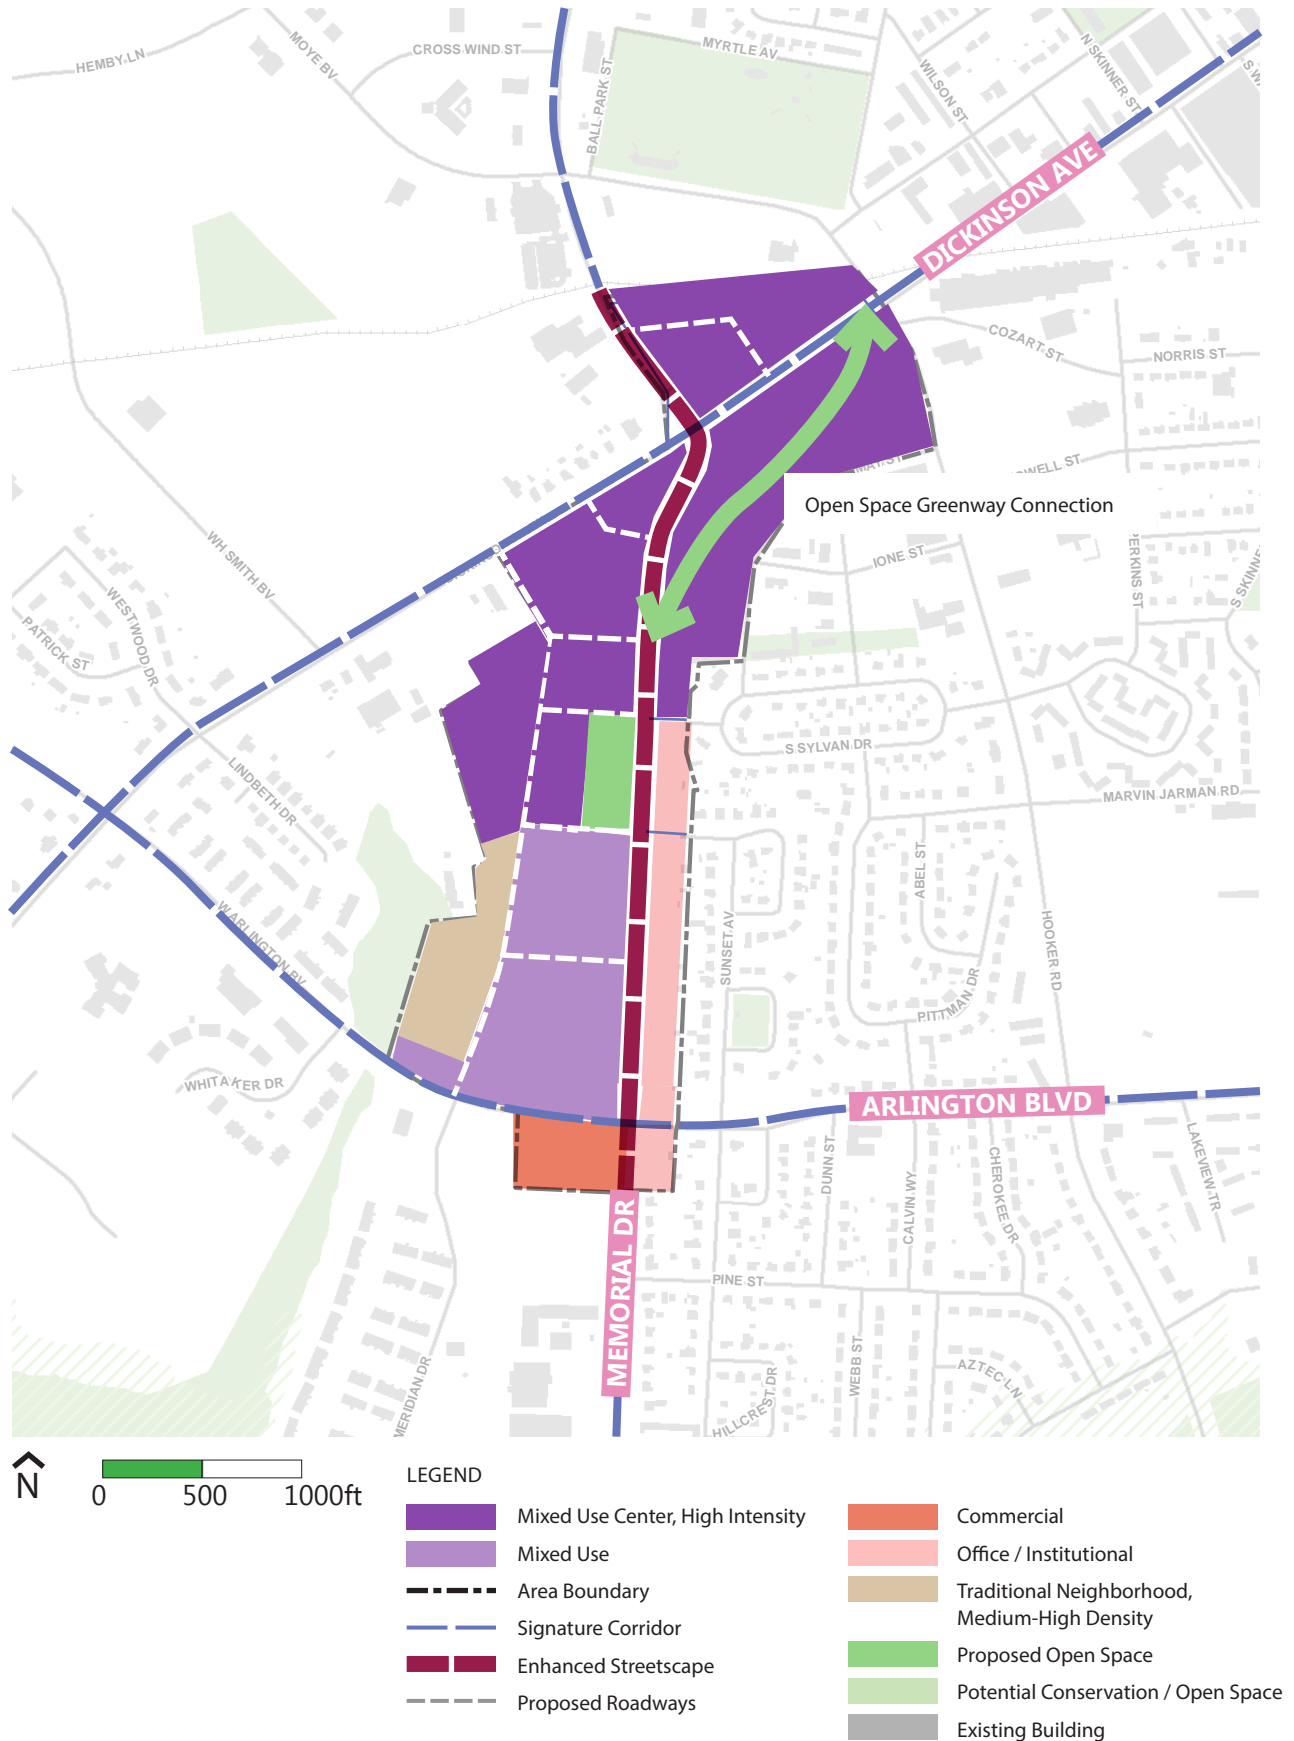 HEMBY LN
MOYE BV
CROSS WIND ST
BALL PARK ST
MYRTLE AV
WILSON ST
N SKINNER ST
DICKINSON AVE
COZART ST
NORRIS ST
Open Space Greenway Connection
IONE ST
PERKINS ST
S SKINNE
WH SMITH BV
WESTWOOD DR
PATRICK ST
LINDBETH DR
S SYLVAN DR
MARVIN JARMAN RD
ABEL ST
SUNSET AV
HOOKER RD
PITTMAN DR
W ARLINGTON BV
WHITAKER DR
ARLINGTON BLVD
DUNN ST
CALVIN WY
CHEROKEE DR
LAKEVIEW TR
MEMORIAL DR
PINE ST
WEBB ST
AZTEC LN
HILLCREST DR
MERIDIAN DR
N
0 500 1000ft
LEGEND
Mixed Use Center, High Intensity
Mixed Use
Area Boundary
Signature Corridor
Enhanced Streetscape
Proposed Roadways
Commercial
Office / Institutional
Traditional Neighborhood,
Medium-High Density
Proposed Open Space
Potential Conservation / Open Space
Existing Building